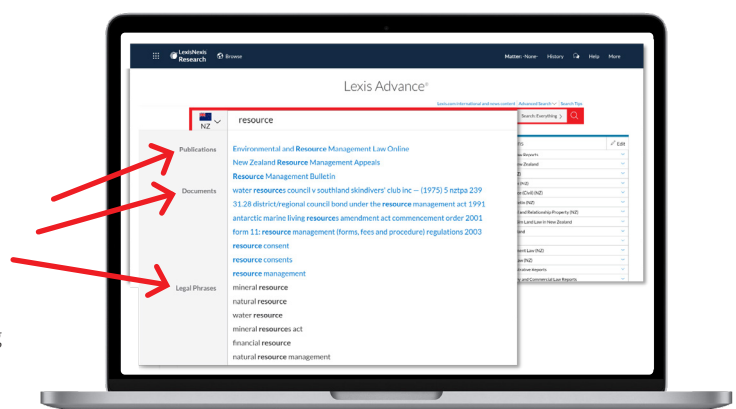 LexisNexis
Research
Browse
Matter: -None-
History
Help
More
Lexis Advance®
Advanced Search
Search Tips
NZ
resource
Search: Everything
Edit
Publications
Environmental and Resource Management Law Online
New Zealand Resource Management Appeals
Resource Management Bulletin
Documents
water resources council v southland skindivers' club inc — (1975) 5 nztpa 239
31.28 district/regional council bond under the resource management act 1991
antarctic marine living resources amendment act commencement order 2001
form 11: resource management (forms, fees and procedure) regulations 2003
resource consent
resource consents
resource management
Legal Phrases
mineral resource
natural resource
water resource
mineral resources act
financial resource
natural resource management